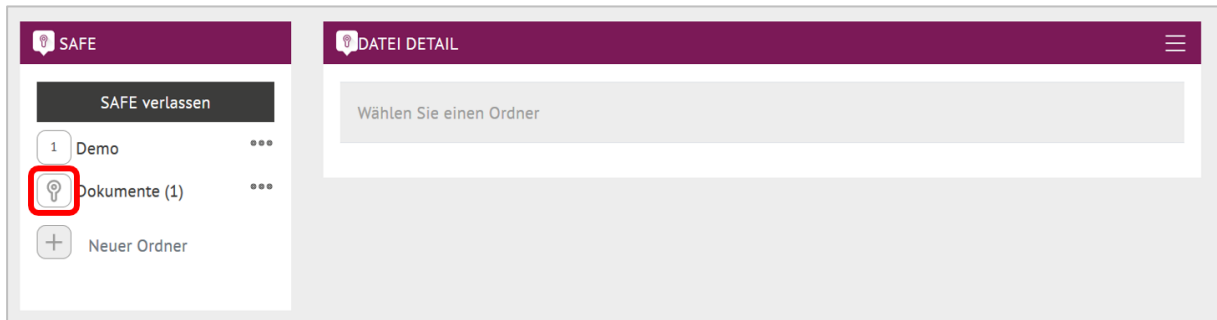 SAFE
SAFE verlassen
1 Demo
Dokumente (1)
Neuer Ordner
DATEI DETAIL
Wählen Sie einen Ordner